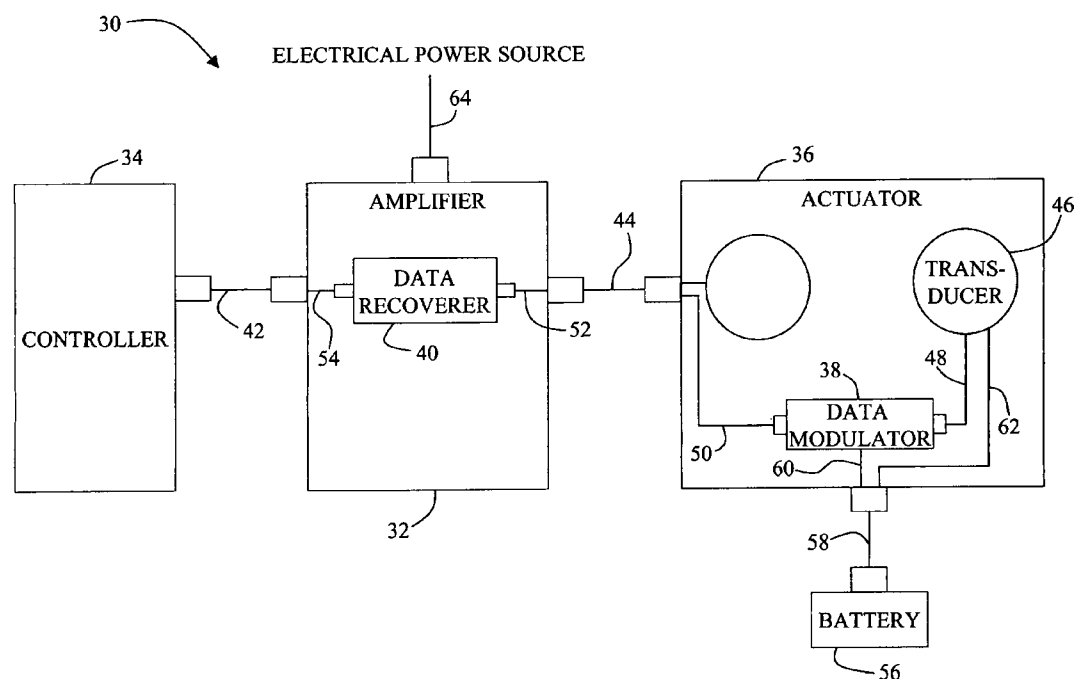 30
ELECTRICAL POWER SOURCE
64
34
36
AMPLIFIER
ACTUATOR
44
46
DATA
RECOVERER
TRANS-
DUCER
CONTROLLER
42
54
40
52
38
48
DATA
MODULATOR
50
60
62
32
58
BATTERY
56